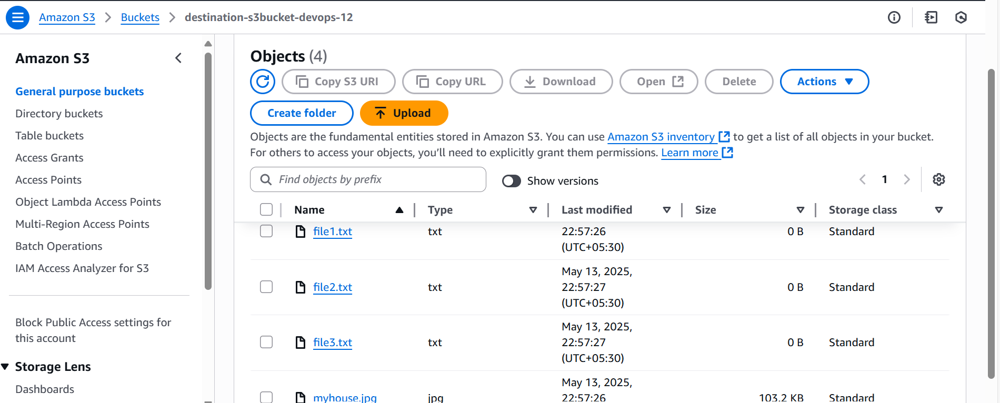 Amazon S3 > Buckets > destination-s3bucket-devops-12
Amazon S3
General purpose buckets
Directory buckets
Table buckets
Access Grants
Access Points
Object Lambda Access Points
Multi-Region Access Points
Batch Operations
IAM Access Analyzer for S3
Block Public Access settings for
this account
Storage Lens
Dashboards
Objects (4)
Copy S3 URI Copy URL Download Open Delete Actions
Create folder Upload
Objects are the fundamental entities stored in Amazon S3. You can use Amazon S3 inventory to get a list of all objects in your bucket.
For others to access your objects, you’ll need to explicitly grant them permissions. Learn more
Find objects by prefix Show versions 1
Name Type Last modified Size Storage class
file1.txt txt 22:57:26 0 B Standard
(UTC+05:30)
May 13, 2025,
file2.txt txt 22:57:27 0 B Standard
(UTC+05:30)
May 13, 2025,
file3.txt txt 22:57:27 0 B Standard
(UTC+05:30)
May 13, 2025,
myhouse.jpg jpg 22:57:26 103.2 KB Standard